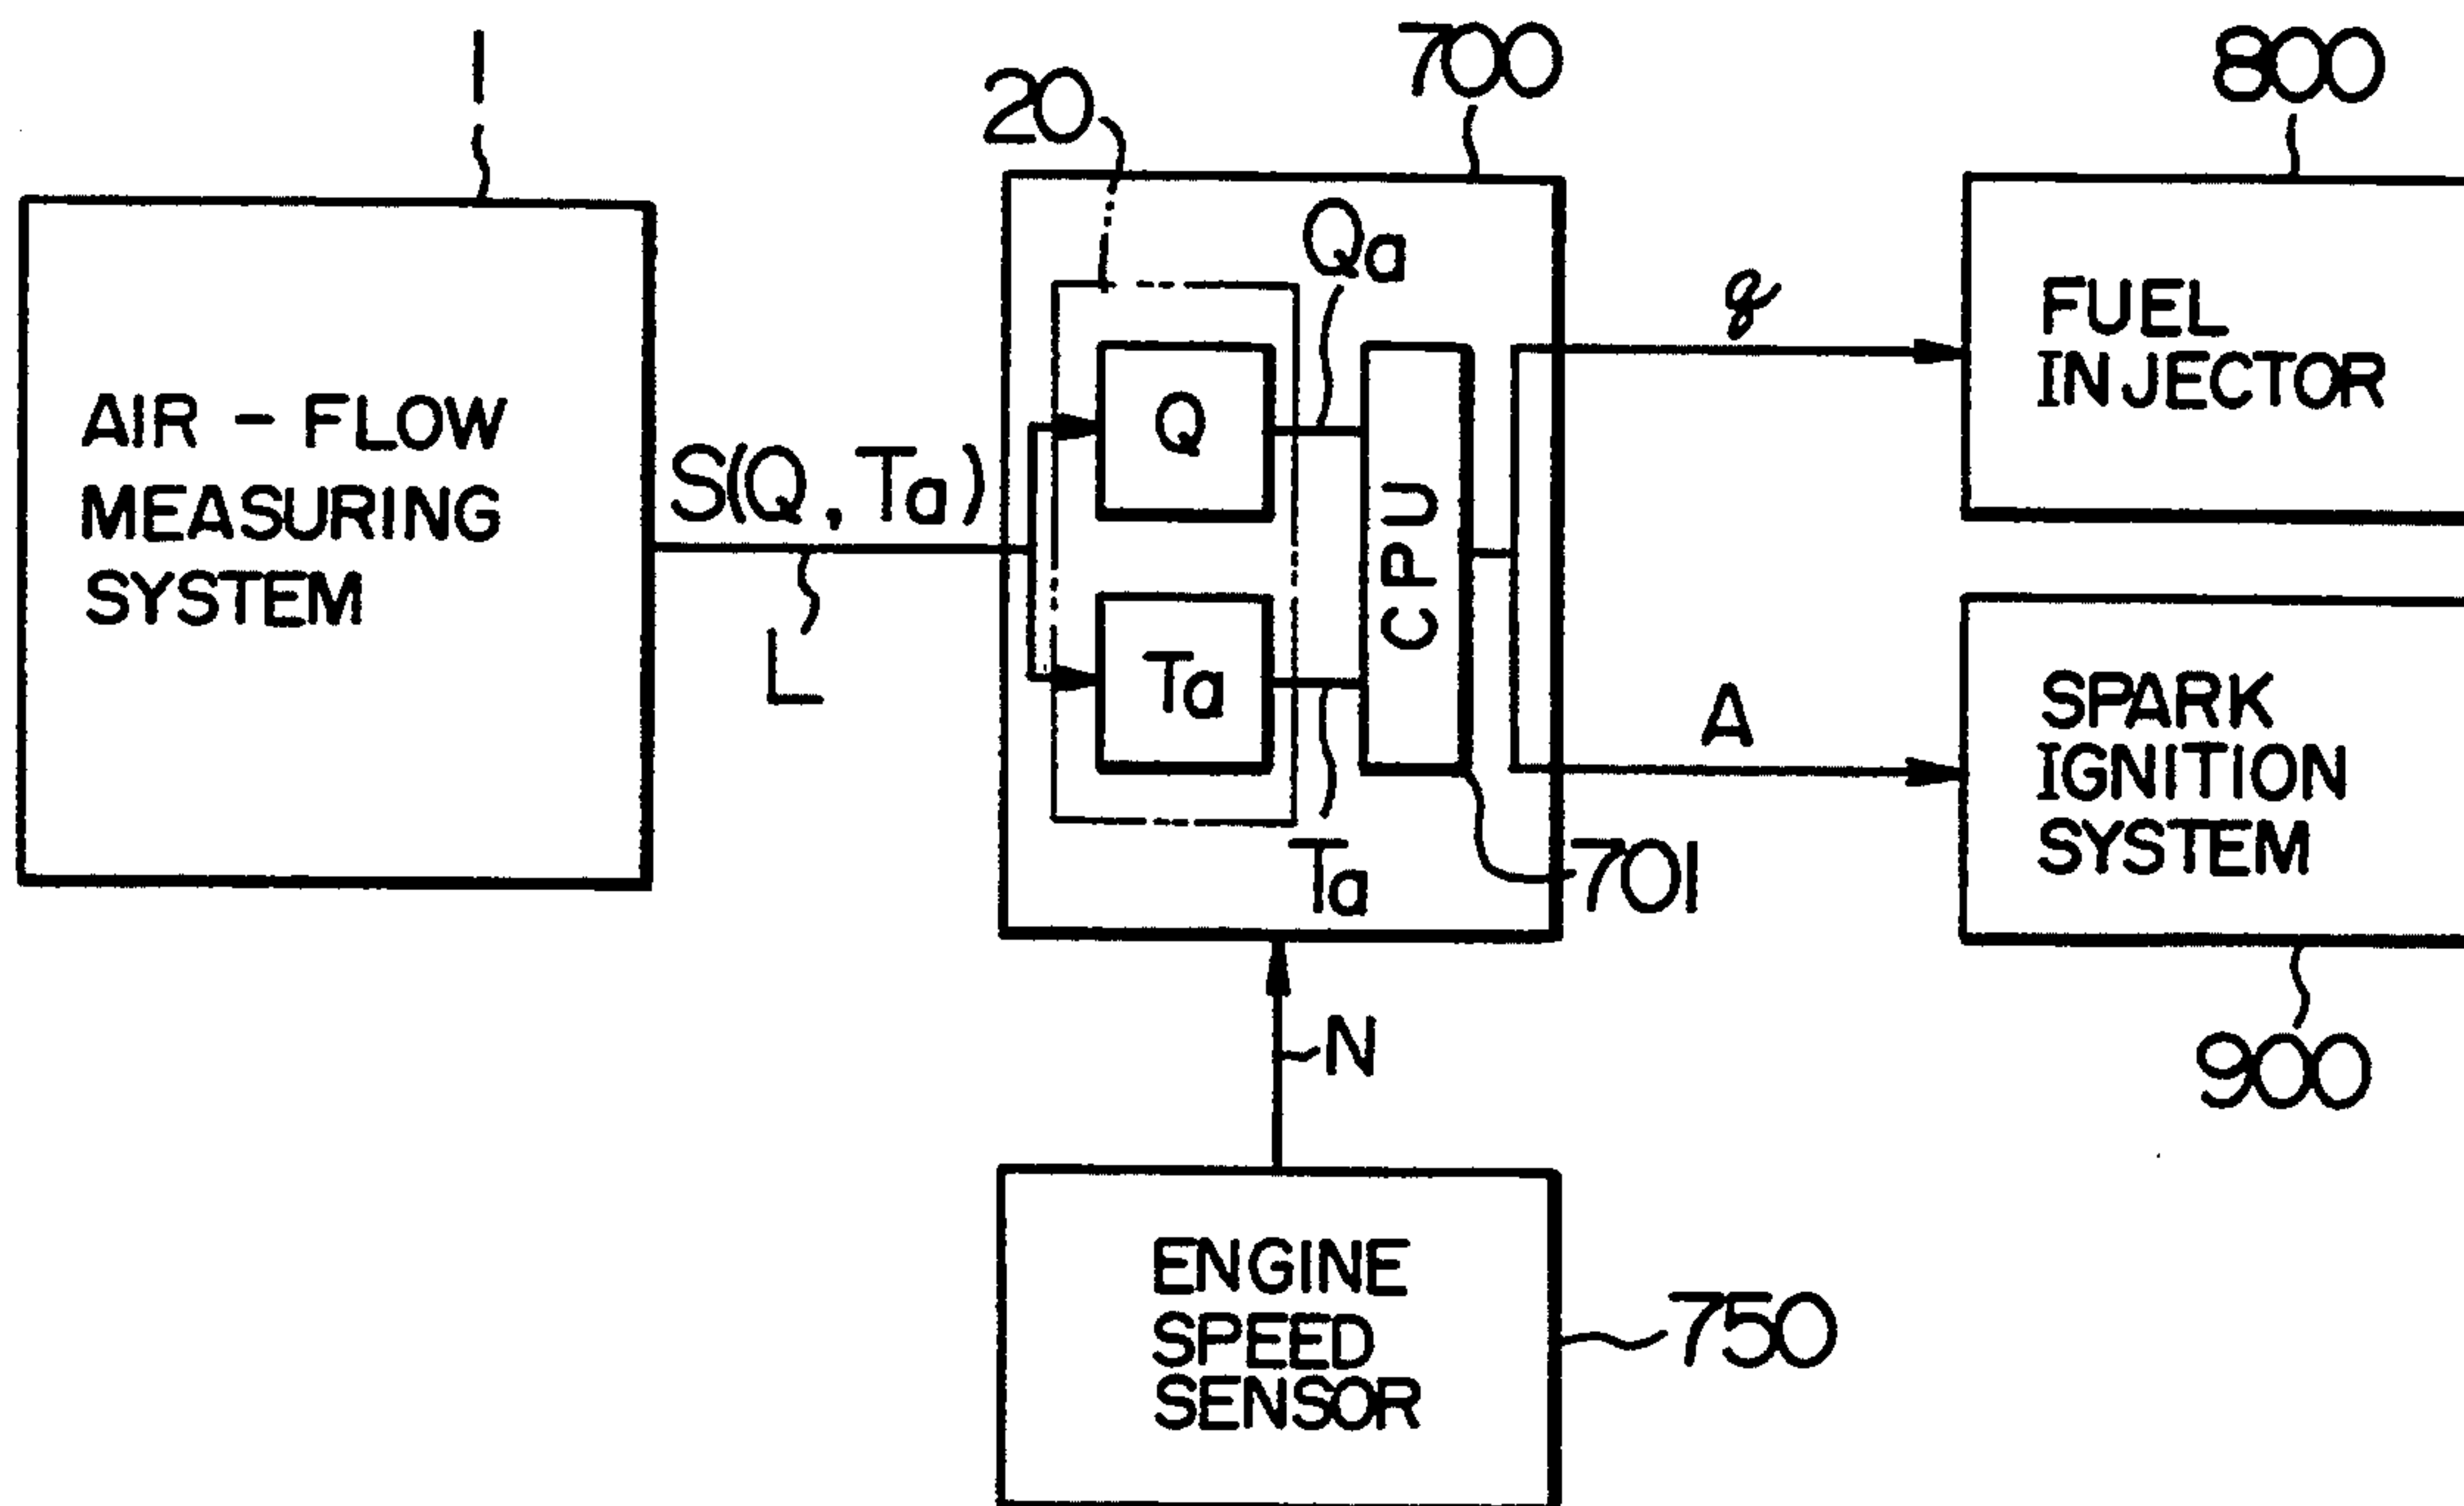 1
20
700
800
AIR - FLOW
MEASURING
SYSTEM
S(Q, Ta)
L
Qa
Q
Ta
CPU
Ta
701
q
A
FUEL
INJECTOR
SPARK
IGNITION
SYSTEM
900
N
ENGINE
SPEED
SENSOR
750